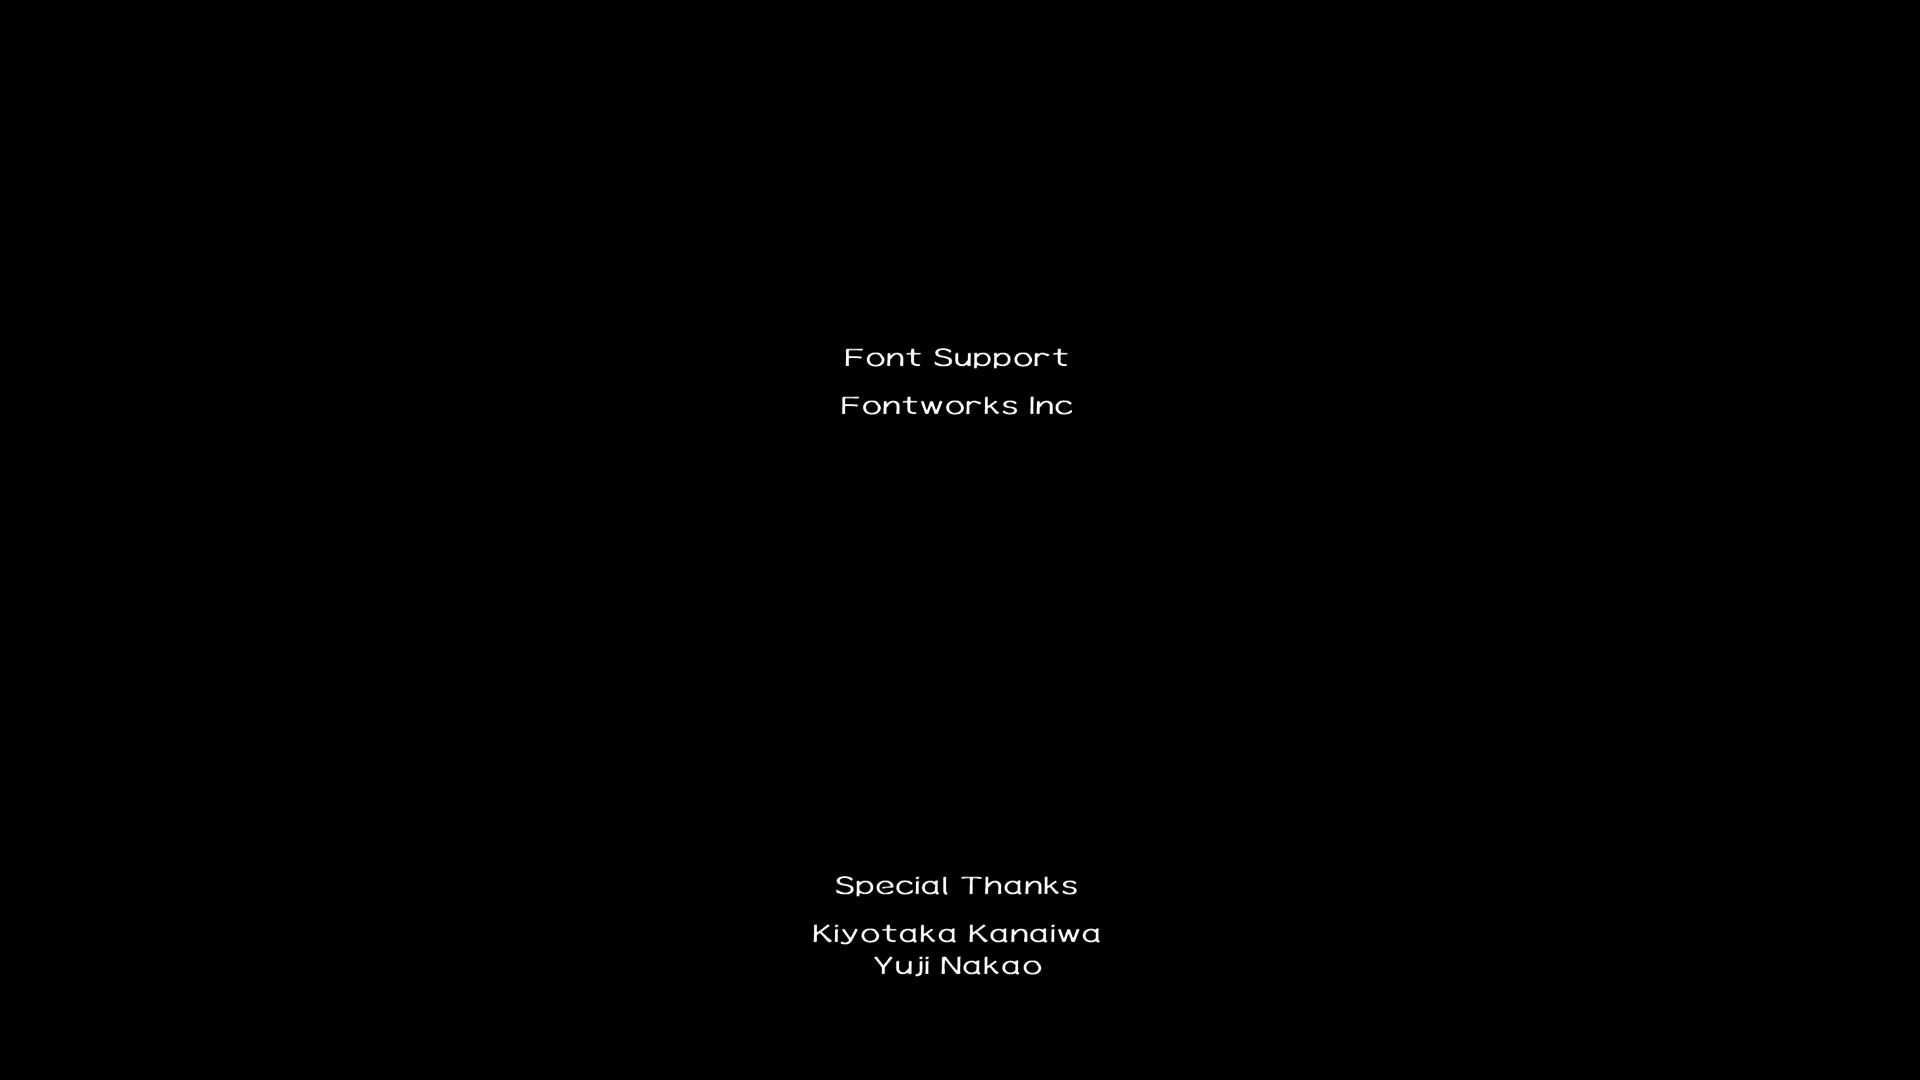 Font Support
Fontworks Inc
Special Thanks
Kiyotaka Kanaiwa
Yuji Nakao